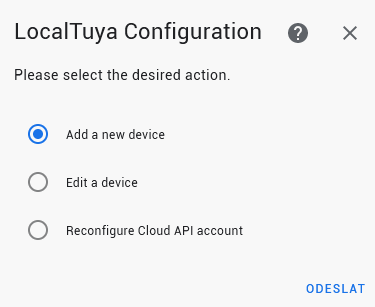 LocalTuya Configuration
Please select the desired action.
Add a new device
Edit a device
Reconfigure Cloud API account
ODESLAT